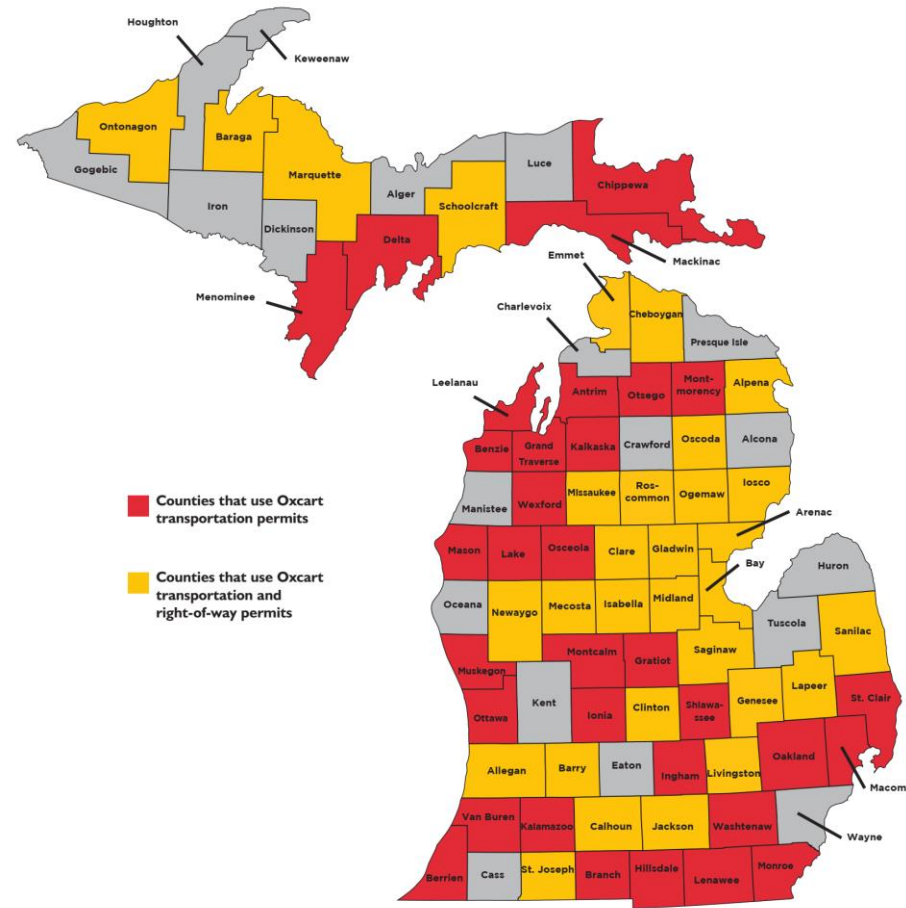 Houghton
Keweenaw
Ontonagon
Baraga
Gogebic
Marquette
Iron
Dickinson
Alger
Luce
Schoolcraft
Chippewa
Delta
Mackinac
Menominee
Emmet
Charlevoix
Cheboygan
Presque Isle
Leelanau
Antrim
Otsego
Mont-
morency
Alpena
Benzie
Grand
Traverse
Kalkaska
Crawford
Oscoda
Alcona
Manistee
Wexford
Missaukee
Ros-
common
Ogemaw
Iosco
Arenac
Counties that use Oxcart
transportation permits
Mason
Lake
Osceola
Clare
Gladwin
Bay
Huron
Counties that use Oxcart
transportation and
right-of-way permits
Oceana
Newaygo
Mecosta
Isabella
Midland
Tuscola
Sanilac
Saginaw
Muskegon
Montcalm
Gratiot
Kent
Ottawa
Ionia
Clinton
Shiawa-
ssee
Genesee
Lapeer
St. Clair
Allegan
Barry
Eaton
Ingham
Livingston
Oakland
Macom
Van Buren
Kalamazoo
Calhoun
Jackson
Washtenaw
Wayne
Berrien
Cass
St. Joseph
Branch
Hillsdale
Lenawee
Monroe